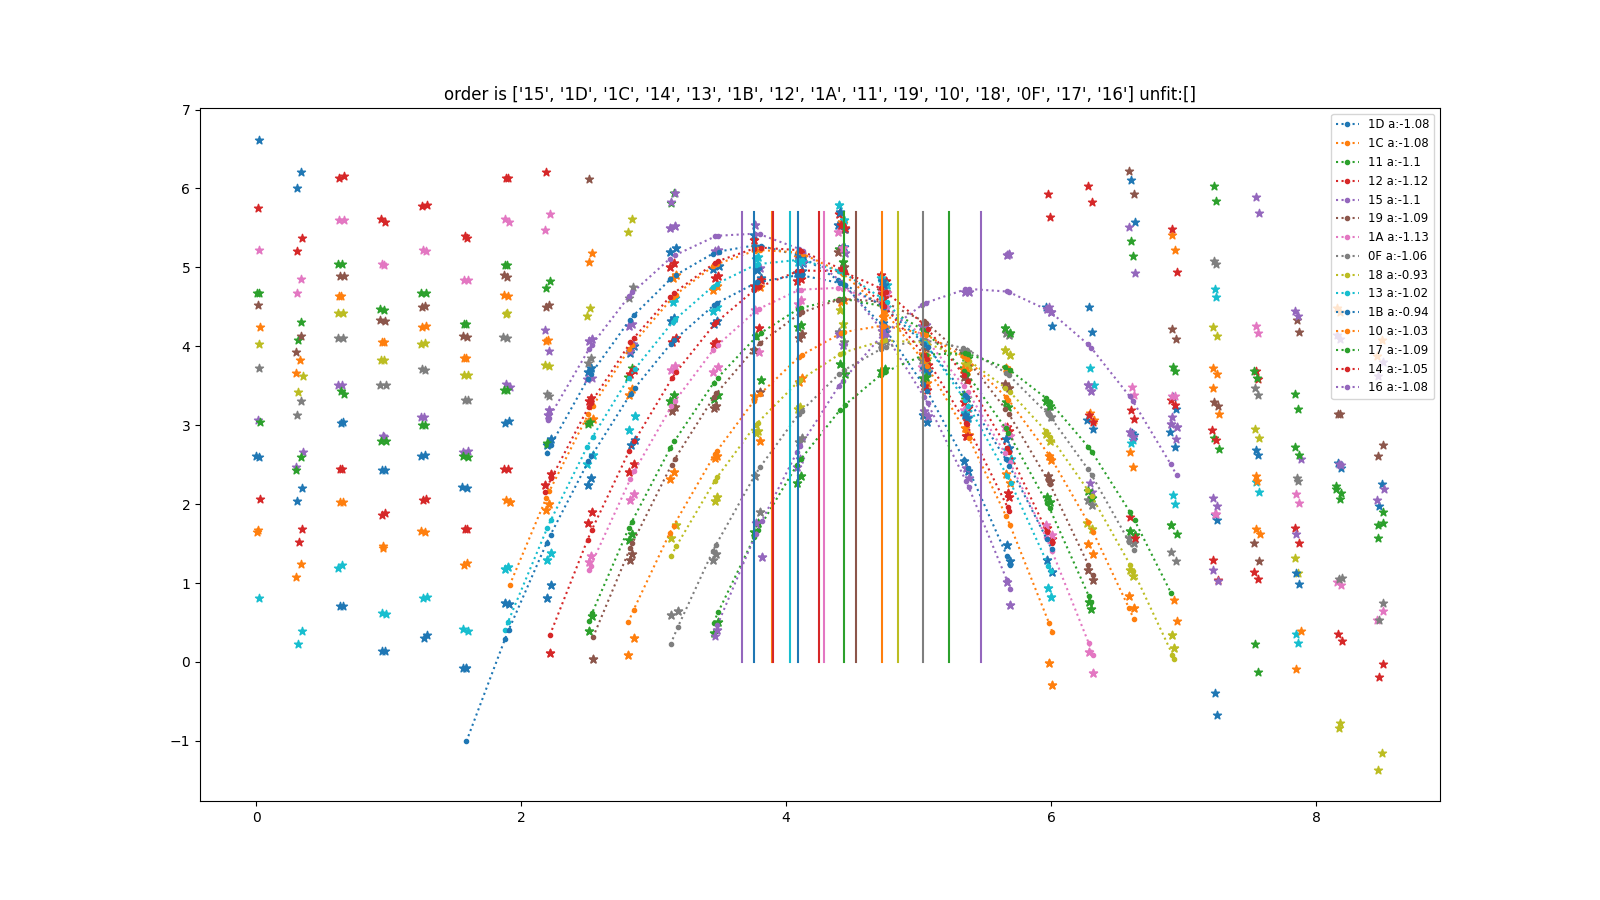 order is ['15', '1D', '1C', '14', '13', '1B', '12', '1A', '11', '19', '10', '18', '0F', '17', '16'] unfit:[]
7
6
5
4
3
2
1
0
−1
0
2
4
6
8
1D a:-1.08
1C a:-1.08
11 a:-1.1
12 a:-1.12
15 a:-1.1
19 a:-1.09
1A a:-1.13
0F a:-1.06
18 a:-0.93
13 a:-1.02
1B a:-0.94
10 a:-1.03
17 a:-1.09
14 a:-1.05
16 a:-1.08